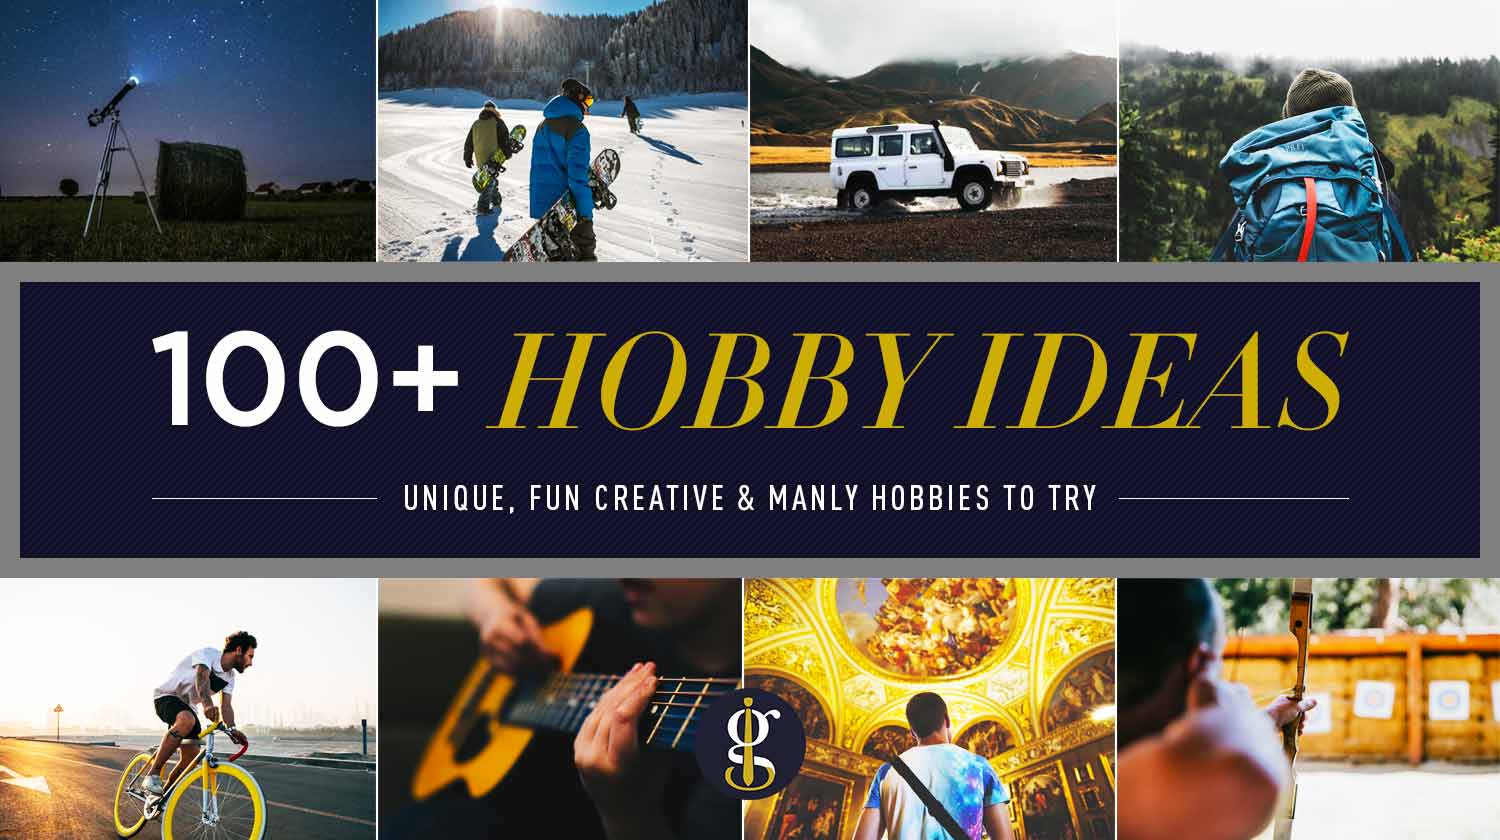 100+ HOBBY IDEAS
UNIQUE, FUN CREATIVE & MANLY HOBBIES TO TRY
g